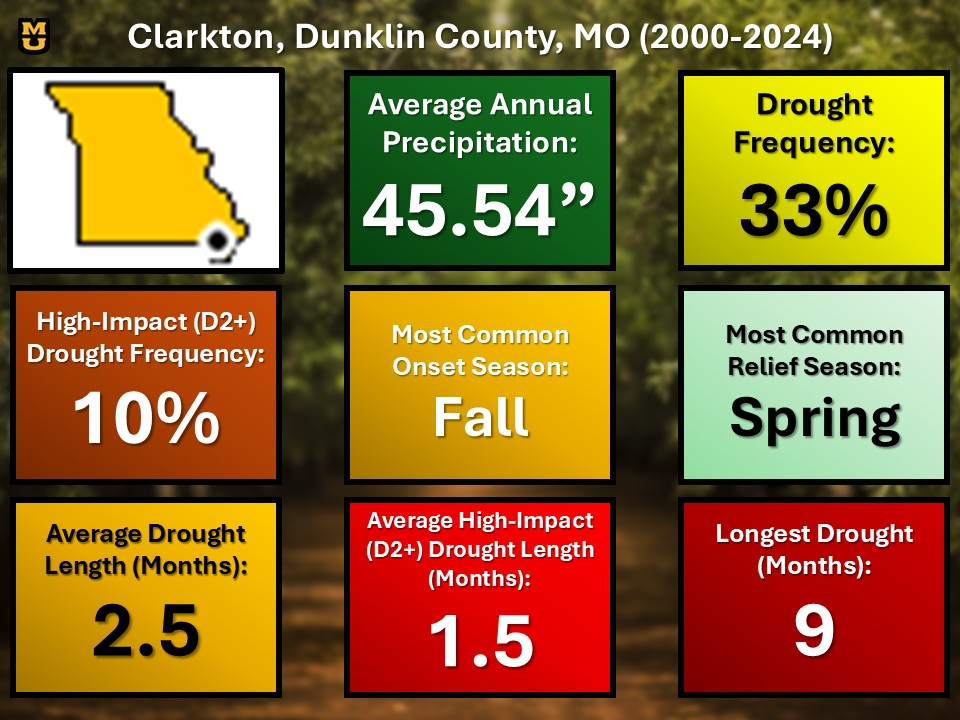 MU
Clarkton, Dunklin County, MO (2000-2024)
Average Annual
Precipitation:
45.54”
Drought
Frequency:
33%
High-Impact (D2+)
Drought Frequency:
10%
Most Common
Onset Season:
Fall
Most Common
Relief Season:
Spring
Average Drought
Length (Months):
2.5
Average High-Impact
(D2+) Drought Length
(Months):
1.5
Longest Drought
(Months):
9